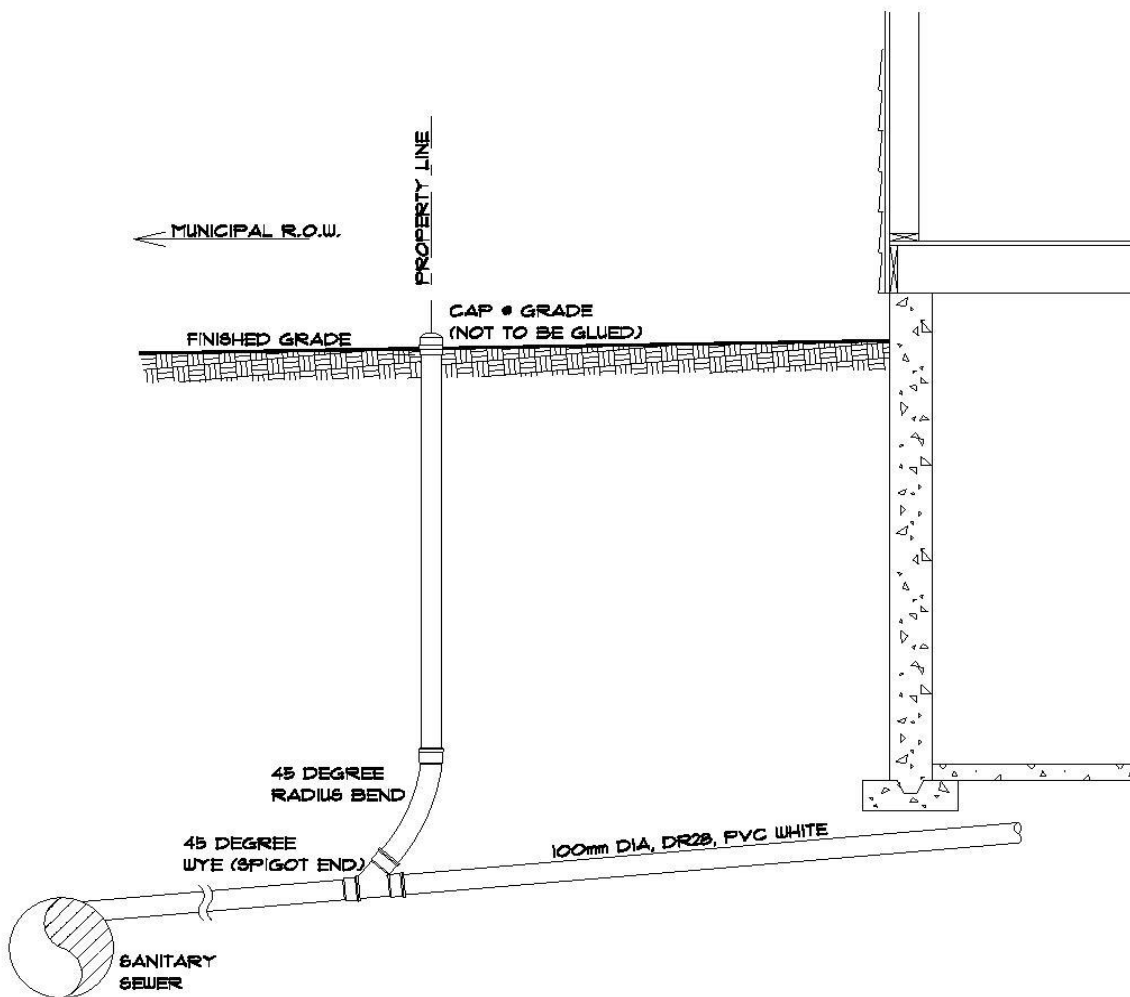 PROPERTY LINE
MUNICIPAL R.O.W.
CAP @ GRADE
(NOT TO BE GLUED)
FINISHED GRADE
45 DEGREE
RADIUS BEND
45 DEGREE
WYE (SPIGOT END)
100mm DIA, DR28, PVC WHITE
SANITARY
SEWER